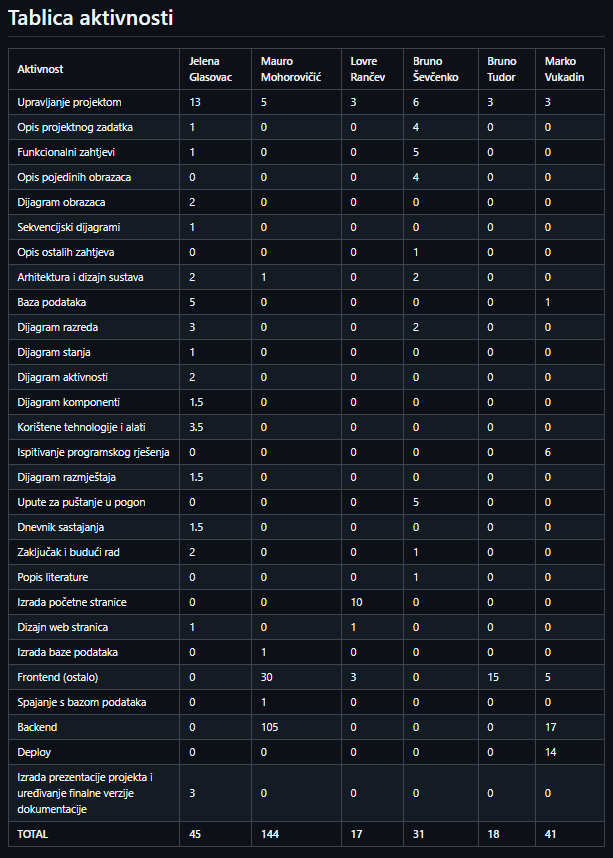 Tablica aktivnosti
Aktivnost Jelena Glasovac Mauro Mohorovičić Lovre Rančev Bruno Ševčenko Bruno Tudor Marko Vukadin
Upravljanje projektom 13 5 3 6 3 3
Opis projektnog zadatka 1 0 0 4 0 0
Funkcionalni zahtjevi 1 0 0 5 0 0
Opis pojedinih obrazaca 0 0 0 4 0 0
Dijagram obrazaca 2 0 0 0 0 0
Sekvencijski dijagrami 1 0 0 0 0 0
Opis ostalih zahtjeva 0 0 0 1 0 0
Arhitektura i dizajn sustava 2 1 0 2 0 0
Baza podataka 5 0 0 0 0 1
Dijagram razreda 3 0 0 2 0 0
Dijagram stanja 1 0 0 0 0 0
Dijagram aktivnosti 2 0 0 0 0 0
Dijagram komponenti 1.5 0 0 0 0 0
Korištene tehnologije i alati 3.5 0 0 0 0 0
Ispitivanje programskog rješenja 0 0 0 0 0 6
Dijagram razmještaja 1.5 0 0 0 0 0
Upute za puštanje u pogon 0 0 0 5 0 0
Dnevnik sastajanja 1.5 0 0 0 0 0
Zaključak i budući rad 2 0 0 1 0 0
Popis literature 0 0 0 1 0 0
Izrada početne stranice 0 0 10 0 0 0
Dizajn web stranica 1 0 1 0 0 0
Izrada baze podataka 0 1 0 0 0 0
Frontend (ostalo) 0 30 3 0 15 5
Spajanje s bazom podataka 0 1 0 0 0 0
Backend 0 105 0 0 0 17
Deploy 0 0 0 0 0 14
Izrada prezentacije projekta i
uređivanje finalne verzije 3 0 0 0 0 0
dokumentacije
TOTAL 45 144 17 31 18 41